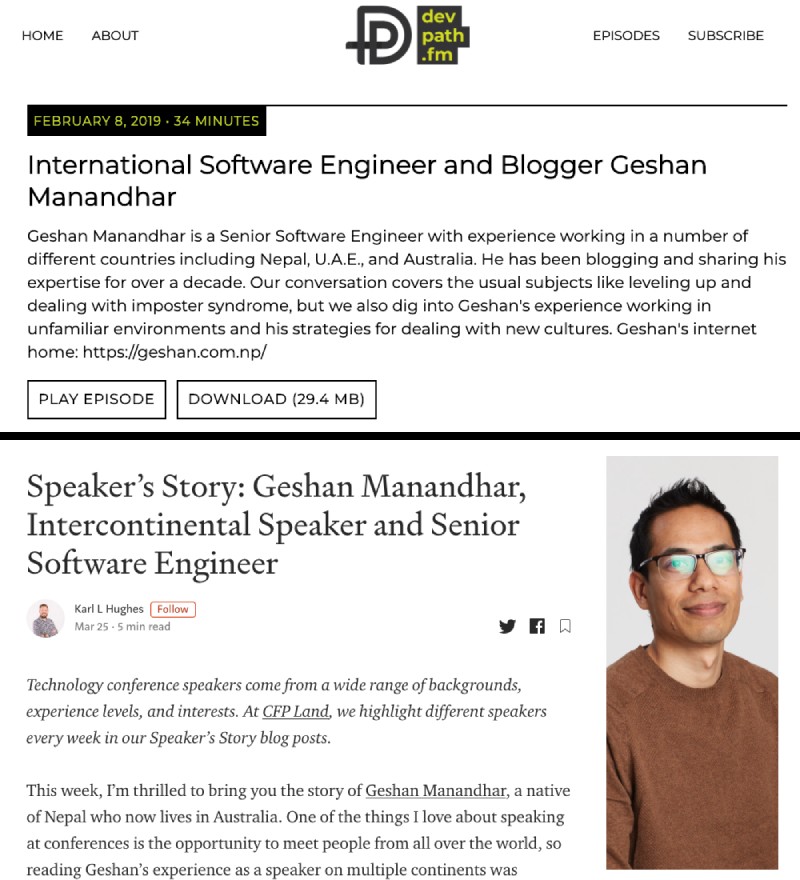 HOME
ABOUT
dev
path
.fm
EPISODES
SUBSCRIBE
FEBRUARY 8, 2019 · 34 MINUTES
International Software Engineer and Blogger Geshan
Manandhar
Geshan Manandhar is a Senior Software Engineer with experience working in a number of
different countries including Nepal, U.A.E., and Australia. He has been blogging and sharing his
expertise for over a decade. Our conversation covers the usual subjects like leveling up and
dealing with imposter syndrome, but we also dig into Geshan's experience working in
unfamiliar environments and his strategies for dealing with new cultures. Geshan's internet
home: https://geshan.com.np/
PLAY EPISODE
DOWNLOAD (29.4 MB)
Speaker’s Story: Geshan Manandhar,
Intercontinental Speaker and Senior
Software Engineer
Karl L Hughes
Follow
Mar 25 · 5 min read
Technology conference speakers come from a wide range of backgrounds,
experience levels, and interests. At CFP Land, we highlight different speakers
every week in our Speaker’s Story blog posts.
This week, I’m thrilled to bring you the story of Geshan Manandhar, a native
of Nepal who now lives in Australia. One of the things I love about speaking
at conferences is the opportunity to meet people from all over the world, so
reading Geshan’s experience as a speaker on multiple continents was